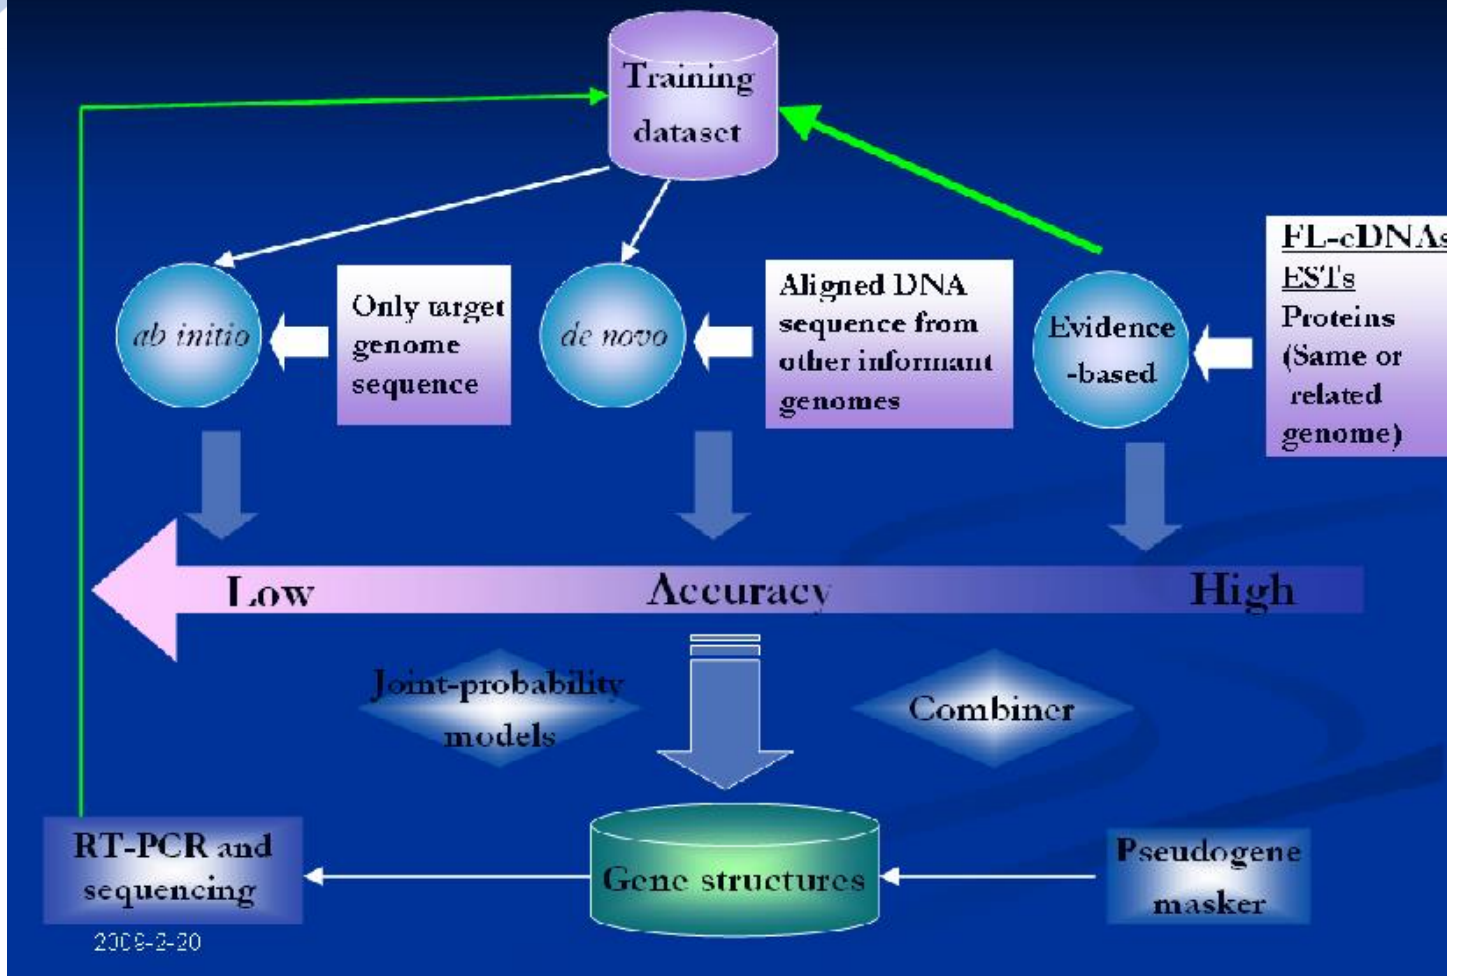 Training
dataset
ab initio
Only target
genome
sequence
de novo
Aligned DNA
sequence from
other informant
genomes
Evidence
-based
FL-cDNAs
ESTs
Proteins
(Same or
related
genome)
Low
Accuracy
High
Joint-probability
models
Combiner
RT-PCR and
sequencing
Gene structures
Pseudogene
masker